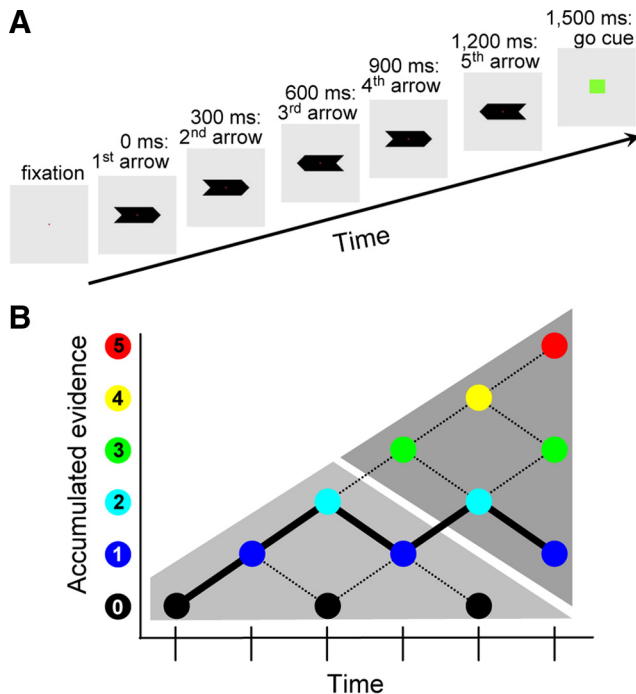 A
fixation
0 ms:
1st arrow
300 ms:
2nd arrow
600 ms:
3rd arrow
900 ms:
4th arrow
1,200 ms:
5th arrow
1,500 ms:
go cue
Time
B
Accumulated evidence
5
4
3
2
1
0
Time